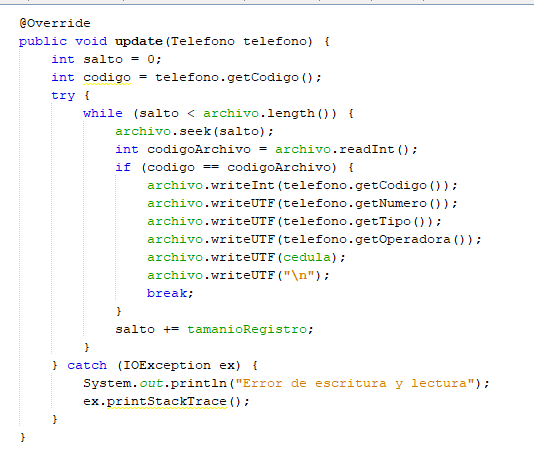 @Override
public void update(Telefono telefono) {
    int salto = 0;
    int codigo = telefono.getCodigo();
    try {
        while (salto < archivo.length()) {
            archivo.seek(salto);
            int codigoArchivo = archivo.readInt();
            if (codigo == codigoArchivo) {
                archivo.writeInt(telefono.getCodigo());
                archivo.writeUTF(telefono.getNumero());
                archivo.writeUTF(telefono.getTipo());
                archivo.writeUTF(telefono.getOperadora());
                archivo.writeUTF(cedula);
                archivo.writeUTF("\n");
                break;
            }
            salto += tamanioRegistro;
        }
    } catch (IOException ex) {
        System.out.println("Error de escritura y lectura");
        ex.printStackTrace();
    }
}